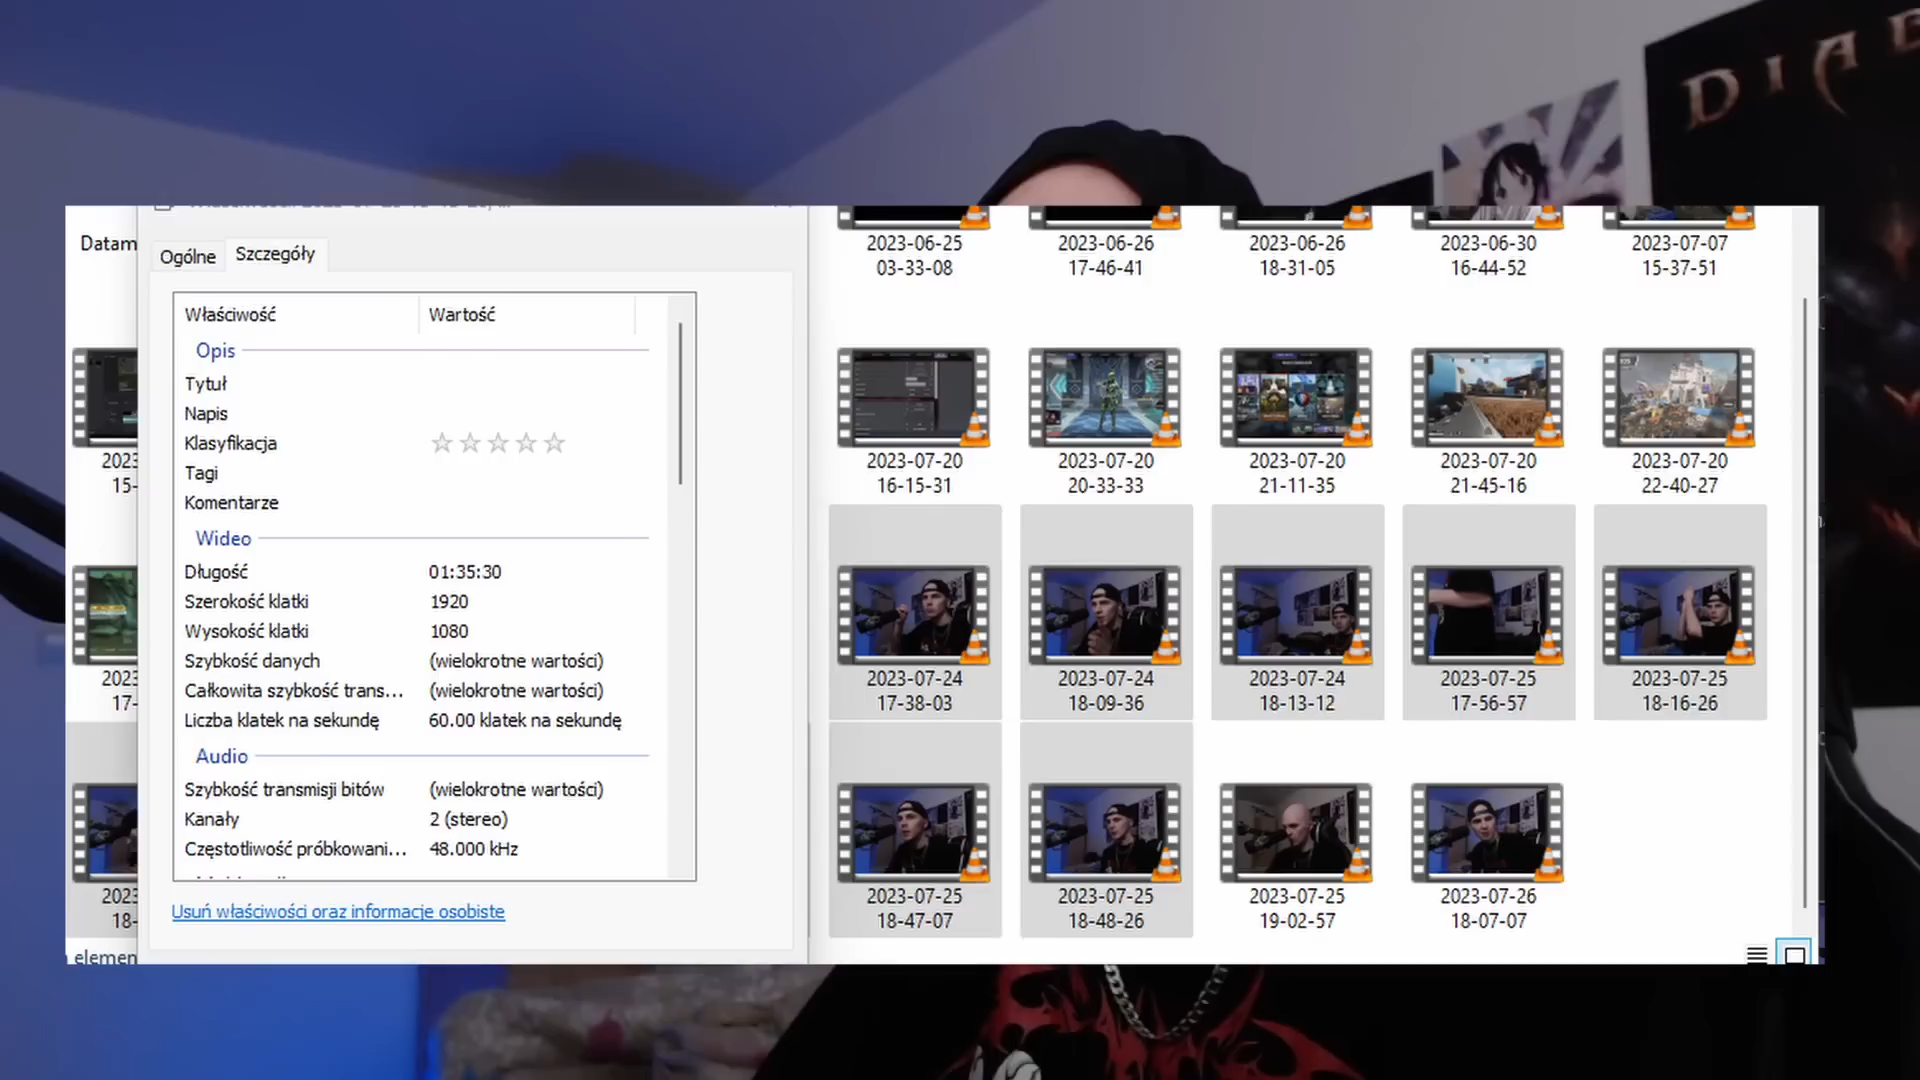 DIAB
Datam
Ogólne
Szczegóły
Właściwość
Wartość
Opis
Tytuł
Napis
Klasyfikacja
Tagi
Komentarze
Wideo
Długość
01:35:30
Szerokość klatki
1920
Wysokość klatki
1080
Szybkość danych
(wielokrotne wartości)
Całkowita szybkość trans...
(wielokrotne wartości)
Liczba klatek na sekundę
60.00 klatek na sekundę
Audio
Szybkość transmisji bitów
(wielokrotne wartości)
Kanały
2 (stereo)
Częstotliwość próbkowani...
48.000 kHz
Usuń właściwości oraz informacje osobiste
2023
15-
2023
17-
2023
18-
elemen
2023-06-25
03-33-08
2023-06-26
17-46-41
2023-06-26
18-31-05
2023-06-30
16-44-52
2023-07-07
15-37-51
2023-07-20
16-15-31
2023-07-20
20-33-33
2023-07-20
21-11-35
2023-07-20
21-45-16
2023-07-20
22-40-27
2023-07-24
17-38-03
2023-07-24
18-09-36
2023-07-24
18-13-12
2023-07-25
17-56-57
2023-07-25
18-16-26
2023-07-25
18-47-07
2023-07-25
18-48-26
2023-07-25
19-02-57
2023-07-26
18-07-07